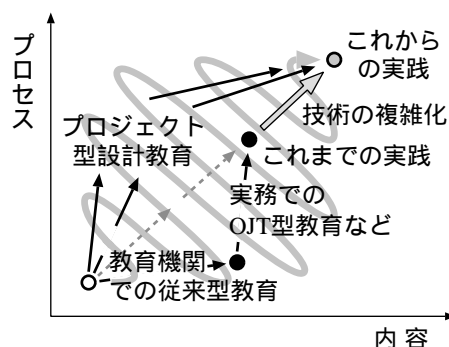 プロセス
これから
の実践
技術の複雑化
プロジェクト
型設計教育
これまでの実践
実務での
OJT型教育など
教育機関
での従来型教育
内 容